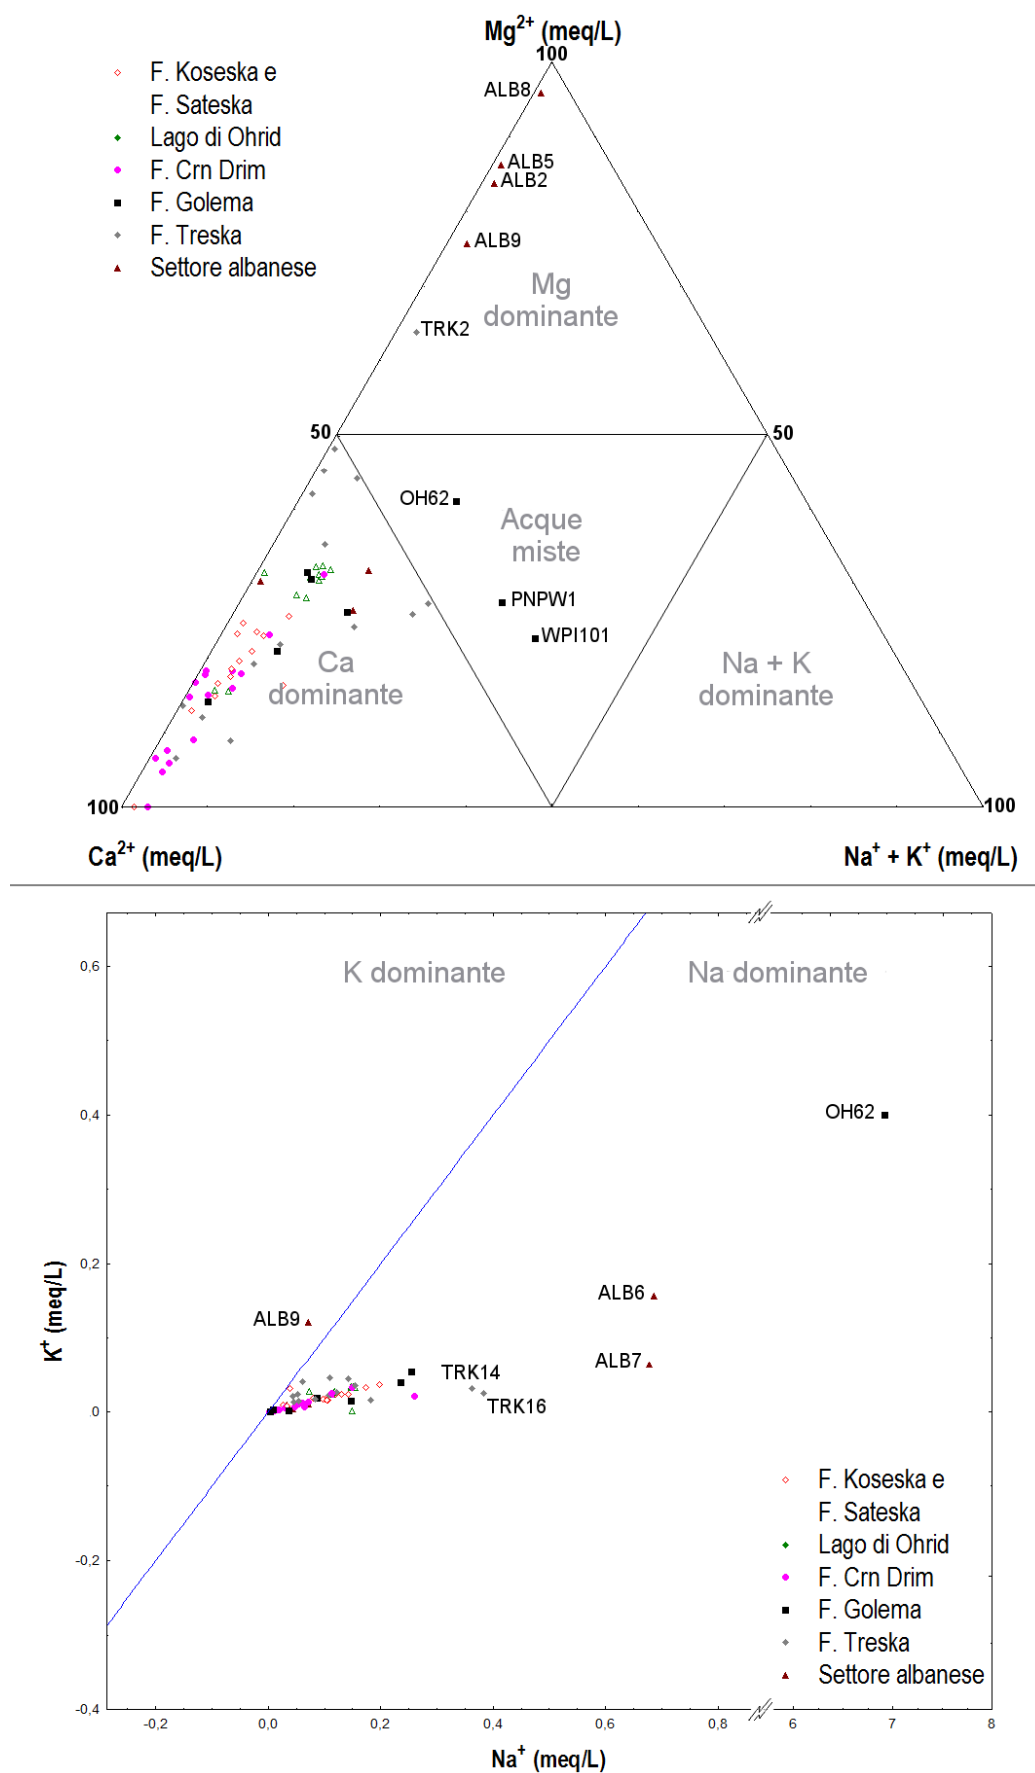 Mg²⁺ (meq/L)
100
F. Koseska e
F. Sateska
Lago di Ohrid
F. Crn Drim
F. Golema
F. Treska
Settore albanese
ALB8
ALB5
ALB2
ALB9
Mg
dominante
TRK2
50
50
OH62
Acque
miste
PNPW1
WPI101
Ca
dominante
Na + K
dominante
100
100
Ca²⁺ (meq/L)
Na⁺ + K⁺ (meq/L)
K dominante
Na dominante
0,6
0,4
0,2
0
-0,2
-0,4
K⁺ (meq/L)
OH62
ALB6
ALB9
ALB7
TRK14
TRK16
F. Koseska e
F. Sateska
Lago di Ohrid
F. Crn Drim
F. Golema
F. Treska
Settore albanese
-0,2
0,0
0,2
0,4
0,6
0,8
6
7
8
Na⁺ (meq/L)